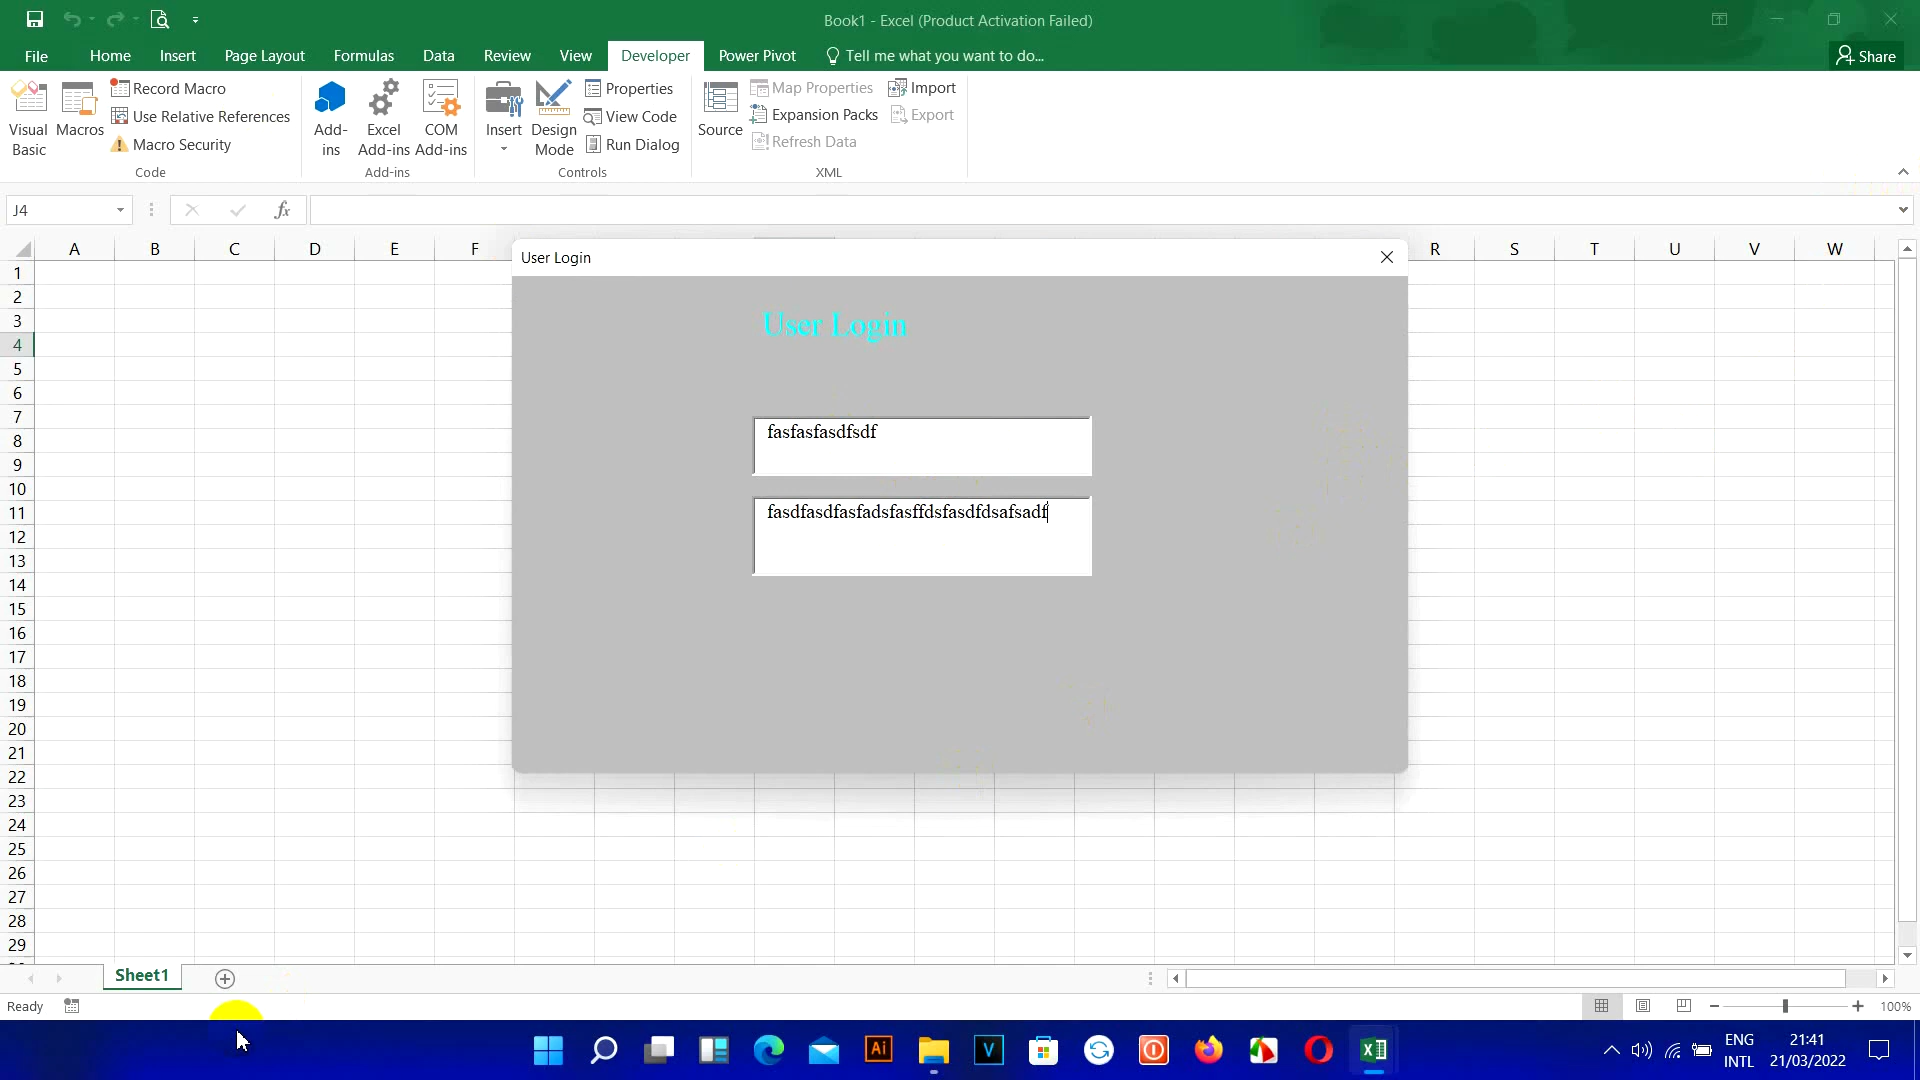 Book1 - Excel (Product Activation Failed)
File Home Insert Page Layout Formulas Data Review View Developer Power Pivot Tell me what you want to do... Share
Visual Basic
Macros
Record Macro
Use Relative References
Macro Security
Code
Add-ins
Excel Add-ins
COM Add-ins
Add-ins
Insert
Design Mode
Properties
View Code
Run Dialog
Controls
Source
Map Properties
Expansion Packs
Refresh Data
Import
Export
XML
J4
fx
A B C D E F R S T U V W
1
2
3
4
5
6
7
8
9
10
11
12
13
14
15
16
17
18
19
20
21
22
23
24
25
26
27
28
29
User Login
User Login
fasfasfasdfsdf
fasdfasdfasfadsfasffdsfasdfdsafsadf
Sheet1
Ready
100%
Ai
V
ENG
INTL
21:41
21/03/2022